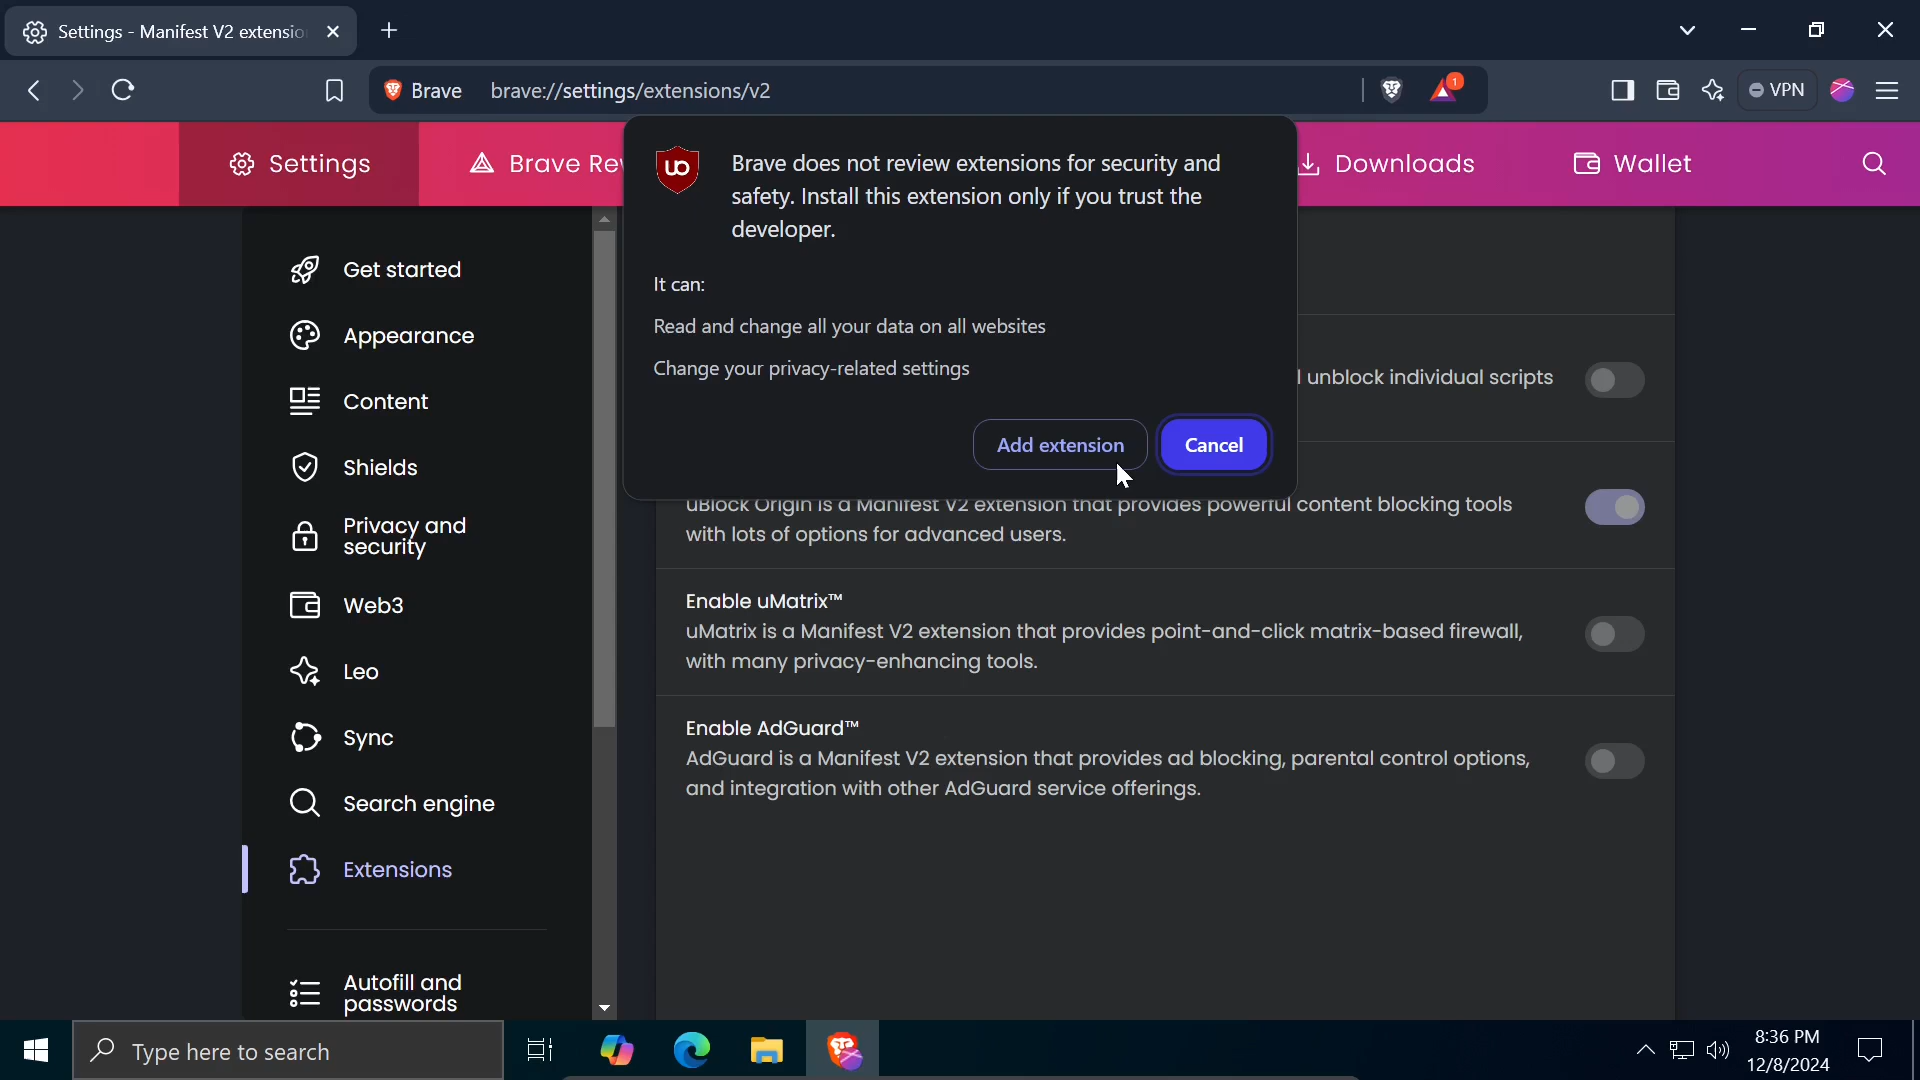 Settings - Manifest V2 extensio
Brave
brave://settings/extensions/v2
1
VPN
Settings
Brave Rev
Downloads
Wallet
uo
Brave does not review extensions for security and
safety. Install this extension only if you trust the
developer.
It can:
Read and change all your data on all websites
Change your privacy-related settings
Add extension
Cancel
Get started
Appearance
Content
Shields
Privacy and
security
Web3
Leo
Sync
Search engine
Extensions
Autofill and
passwords
unblock individual scripts
uBlock Origin is a Manifest V2 extension that provides powerful content blocking tools
with lots of options for advanced users.
Enable uMatrix™
uMatrix is a Manifest V2 extension that provides point-and-click matrix-based firewall,
with many privacy-enhancing tools.
Enable AdGuard™
AdGuard is a Manifest V2 extension that provides ad blocking, parental control options,
and integration with other AdGuard service offerings.
Type here to search
8:36 PM
12/8/2024